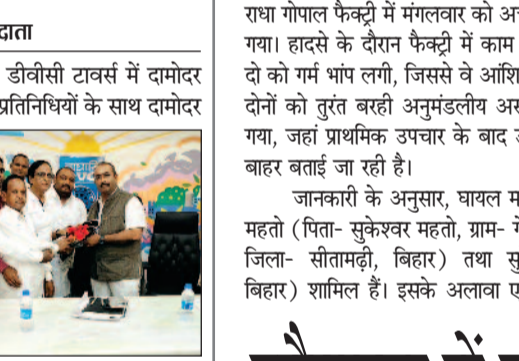 दाता
डीवीसी टावर्स में दामोदर
प्रतिनिधियों के साथ दामोदर
राधा गोपाल फैक्ट्री में मंगलवार को
गया। हादसे के दौरान फैक्ट्री में काम
दो को गर्म भांप लगी, जिससे वे
दोनों को तुरंत बरही अनुमंडलीय
गया, जहां प्राथमिक उपचार के बाद
बाहर बताई जा रही है।
जानकारी के अनुसार, घायल
महतो (पिता- सुकेश्वर महतो, ग्राम-
जिला- सीतामढ़ी, बिहार) तथा
बिहार) शामिल हैं। इसके अलावा